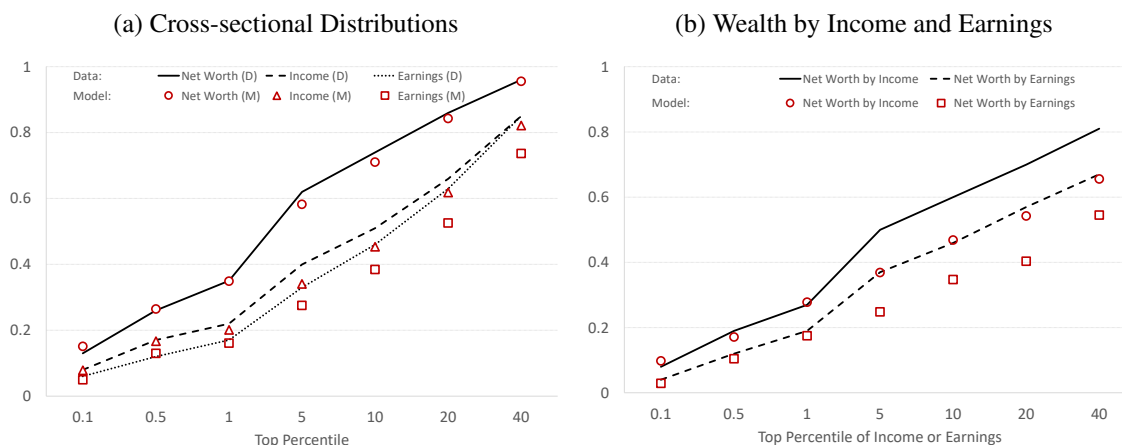 (a) Cross-sectional Distributions
Data: Net Worth (D) Income (D) Earnings (D)
Model: Net Worth (M) Income (M) Earnings (M)
1
0.8
0.6
0.4
0.2
0
0.1 0.5 1 5 10 20 40
Top Percentile
(b) Wealth by Income and Earnings
Data: Net Worth by Income Net Worth by Earnings
Model: Net Worth by Income Net Worth by Earnings
1
0.8
0.6
0.4
0.2
0
0.1 0.5 1 5 10 20 40
Top Percentile of Income or Earnings